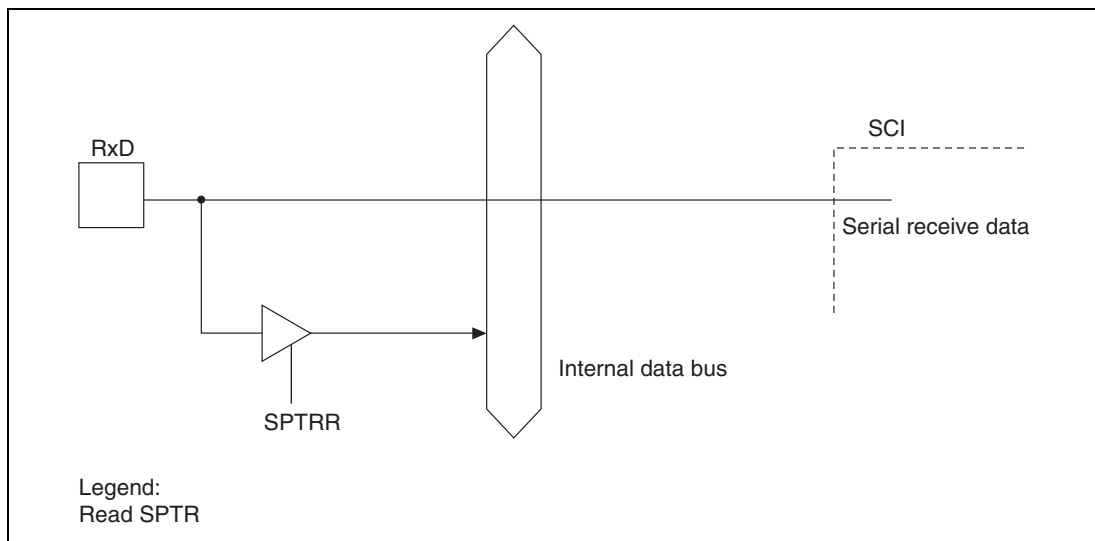 SCI
RxD
Serial receive data
Internal data bus
SPTRR
Legend:
Read SPTR